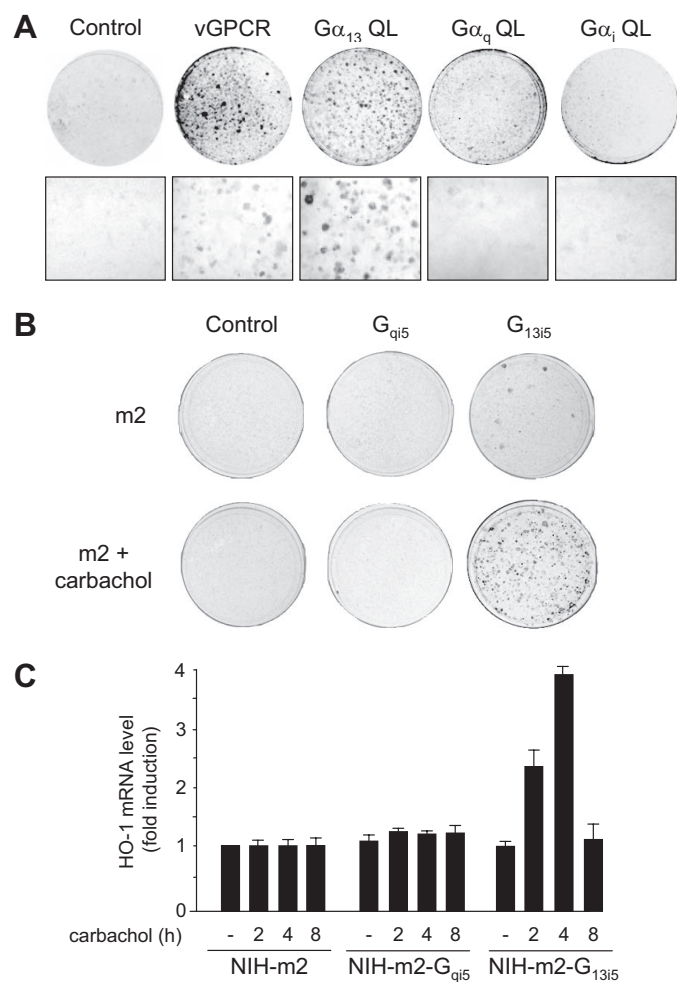 A
Control vGPCR Gα13 QL Gαq QL Gαi QL
B
Control Gqi5 G13i5
m2
m2 +
carbachol
C
HO-1 mRNA level
(fold induction)
4
3
2
1
0
carbachol (h) - 2 4 8 - 2 4 8 - 2 4 8
NIH-m2 NIH-m2-Gqi5 NIH-m2-G13i5